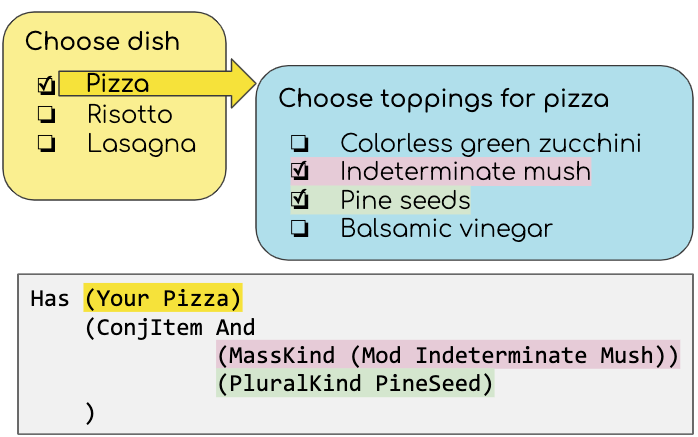 Choose dish
Pizza
Risotto
Lasagna
Choose toppings for pizza
Colorless green zucchini
Indeterminate mush
Pine seeds
Balsamic vinegar
Has (Your Pizza)
(ConjItem And
(MassKind (Mod Indeterminate Mush))
(PluralKind PineSeed)
)